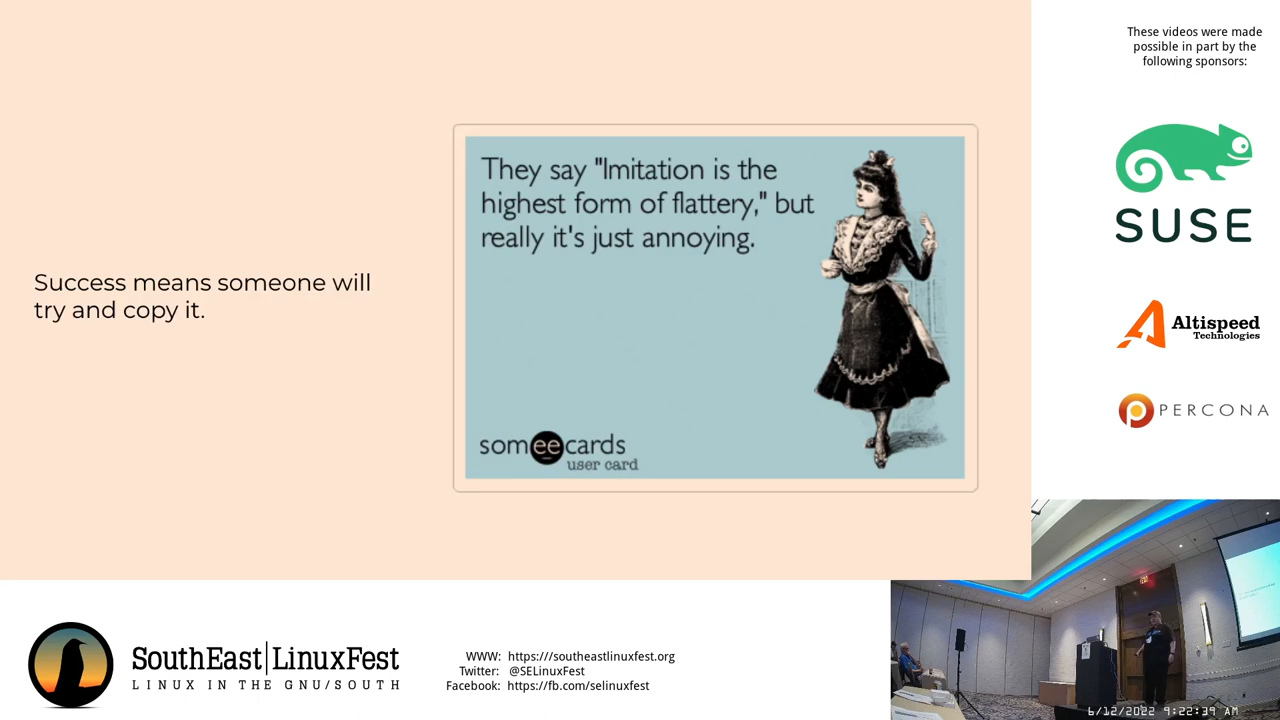 These videos were made
possible in part by the
following sponsors:
They say "Imitation is the
highest form of flattery," but
really it's just annoying.
Success means someone will
try and copy it.
someecards
user card
SUSE
Altispeed
Technologies
PERCONA
SouthEast|LinuxFest
LINUX IN THE GNU/SOUTH
WWW: https:///southeastlinuxfest.org
Twitter: @SELinuxFest
Facebook: https://fb.com/selinuxfest
6/12/2022 9:22:39 AM